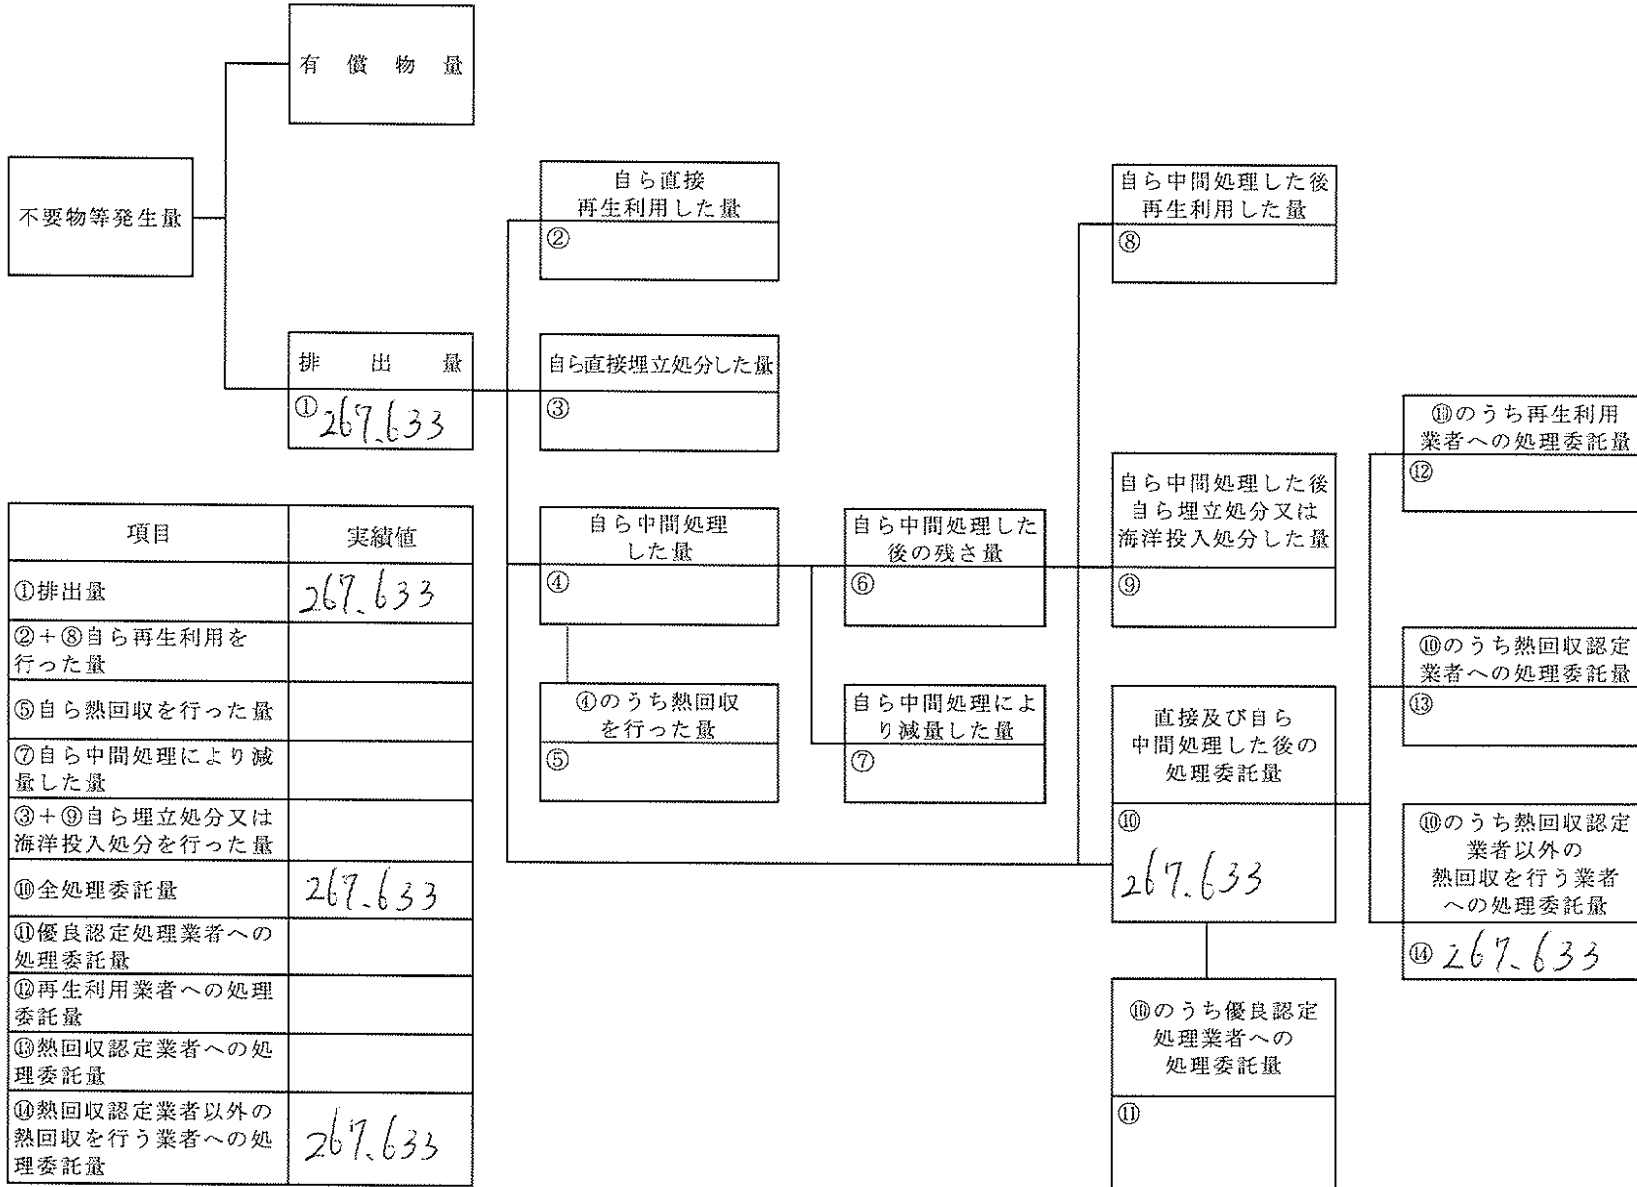 有償物量
不要物等発生量
排出量
①267.633
自ら直接
再生利用した量
②
自ら直接埋立処分した量
③
自ら中間処理
した量
④
④のうち熱回収
を行った量
⑤
自ら中間処理した
後の残さ量
⑥
自ら中間処理によ
り減量した量
⑦
自ら中間処理した後
再生利用した量
⑧
自ら中間処理した後
自ら埋立処分又は
海洋投入処分した量
⑨
直接及び自ら
中間処理した後の
処理委託量
⑩
267.633
⑩のうち優良認定
処理業者への
処理委託量
⑪
⑩のうち再生利用
業者への処理委託量
⑫
⑩のうち熱回収認定
業者への処理委託量
⑬
⑩のうち熱回収認定
業者以外の
熱回収を行う業者
への処理委託量
⑭ 267.633
項目 実績値
①排出量 267.633
②+⑧自ら再生利用を
行った量
⑤自ら熱回収を行った量
⑦自ら中間処理により減
量した量
③+⑨自ら埋立処分又は
海洋投入処分を行った量
⑩全処理委託量 267.633
⑪優良認定処理業者への
処理委託量
⑫再生利用業者への処理
委託量
⑬熱回収認定業者への処
理委託量
⑭熱回収認定業者以外の
熱回収を行う業者への処
理委託量 267.633